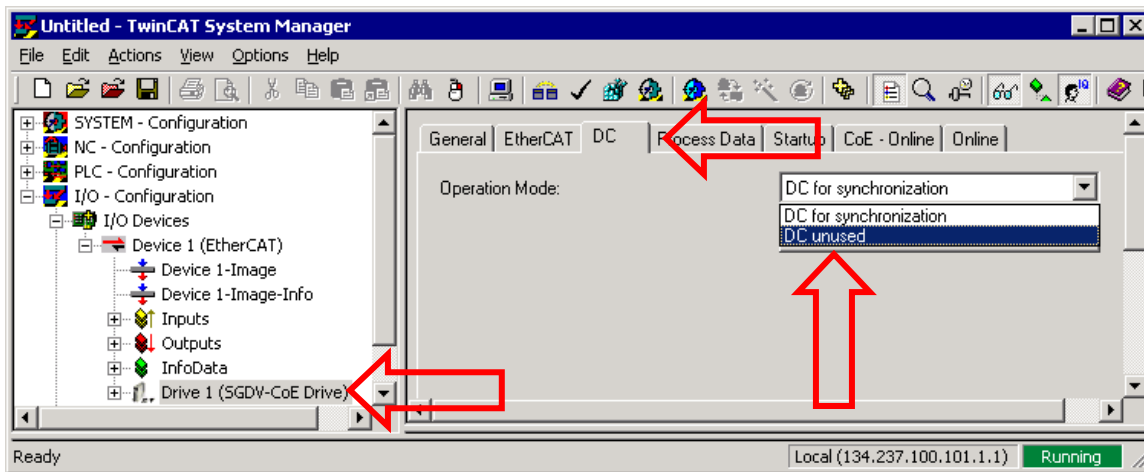 Untitled - TwinCAT System Manager
File Edit Actions View Options Help
SYSTEM - Configuration
NC - Configuration
PLC - Configuration
I/O - Configuration
I/O Devices
Device 1 (EtherCAT)
Device 1-Image
Device 1-Image-Info
Inputs
Outputs
InfoData
Drive 1 (SGDV-CoE Drive)
General EtherCAT DC Process Data Startup CoE - Online Online
Operation Mode: DC for synchronization
DC for synchronization
DC unused
Ready Local (134.237.100.101.1.1) Running